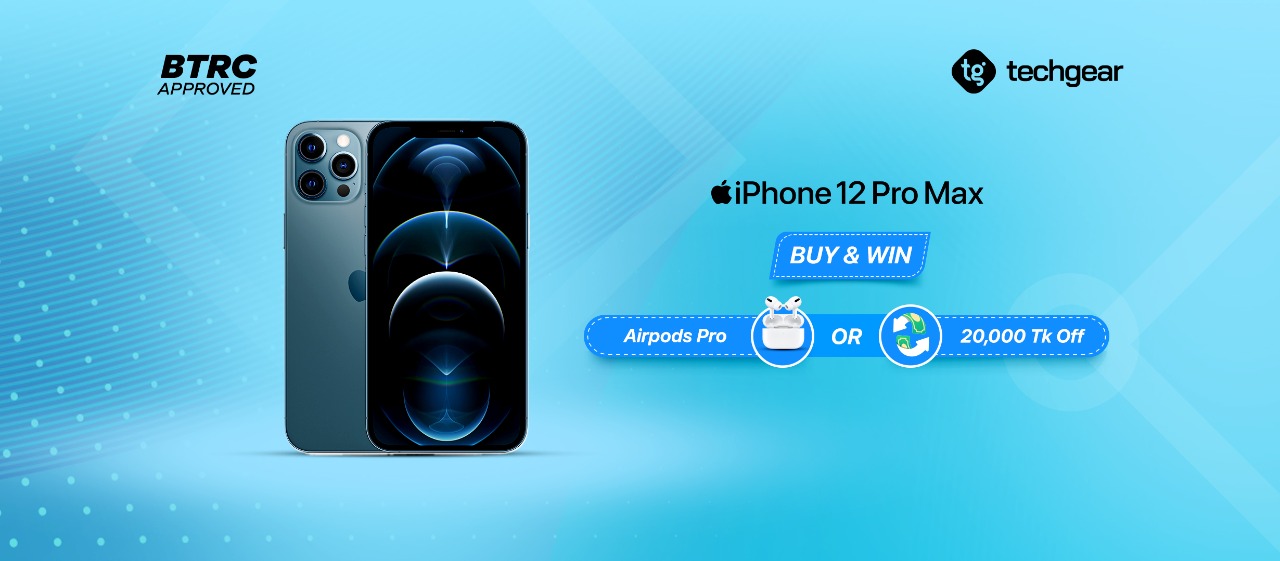 BTRC
APPROVED
tg techgear
iPhone 12 Pro Max
BUY & WIN
Airpods Pro OR 20,000 Tk Off